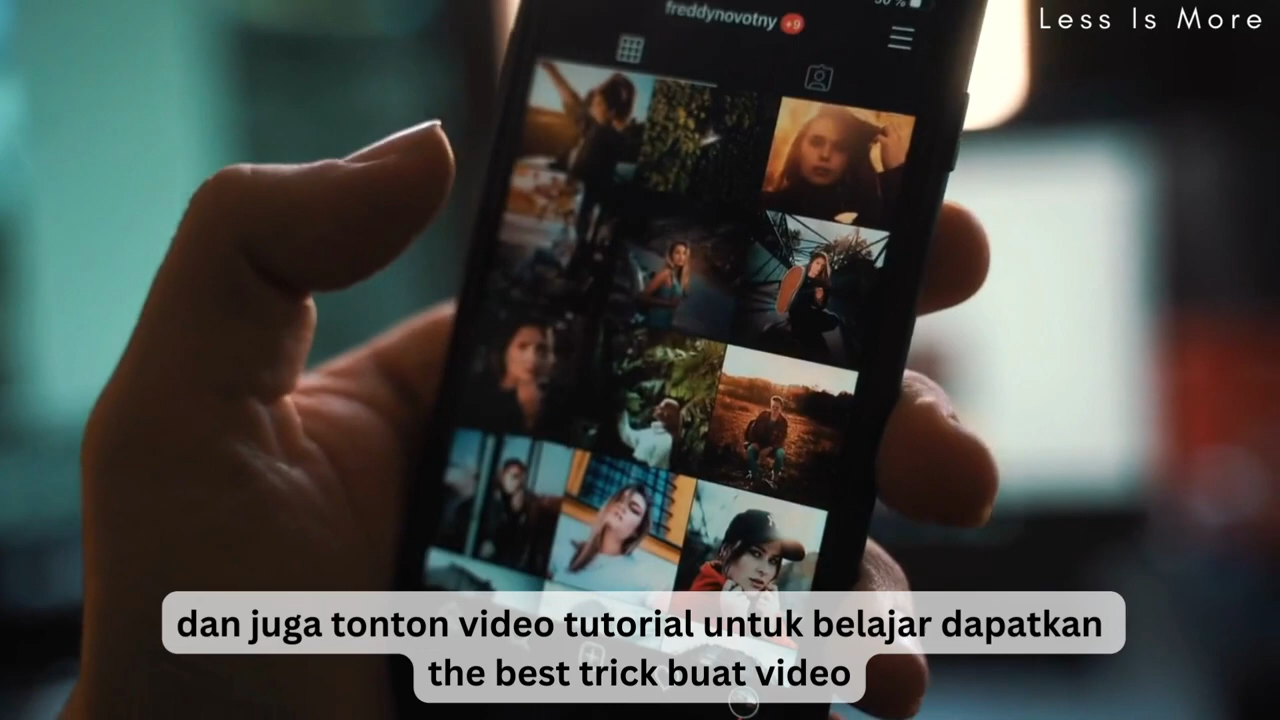 Less Is More
freddynovotny +9
dan juga tonton video tutorial untuk belajar dapatkan
the best trick buat video